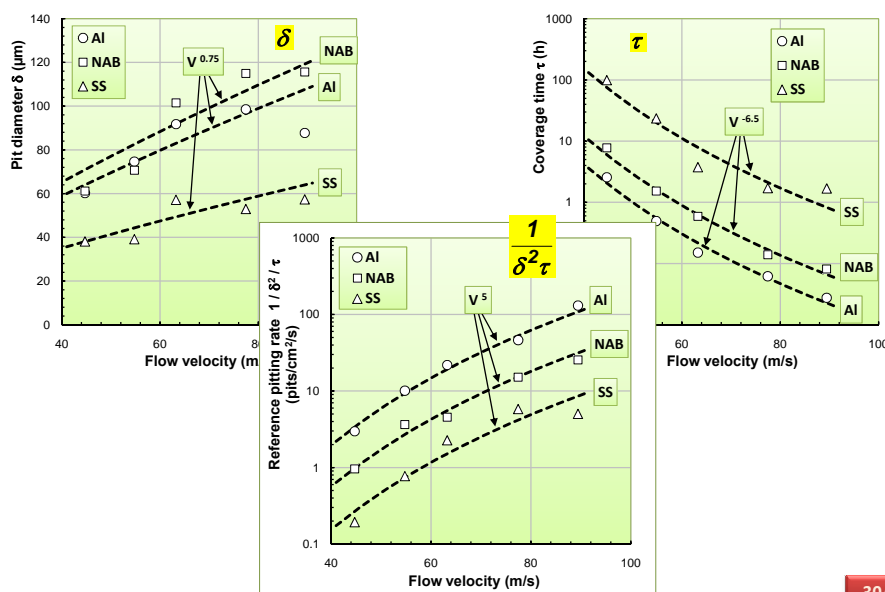 140
120
100
80
60
40
20
0
Pit diameter δ (µm)
Al
NAB
SS
δ
V 0.75
NAB
Al
SS
40
60
80
Flow velocity (m/s
1000
100
10
1
Coverage time τ (h)
τ
Al
NAB
SS
V -6.5
SS
NAB
Al
60
80
100
Flow velocity (m/s)
1000
100
10
1
0.1
Reference pitting rate 1 / δ² / τ
(pits/cm²/s)
Al
NAB
SS
1
δ²τ
V 5
Al
NAB
SS
40
60
80
100
Flow velocity (m/s)